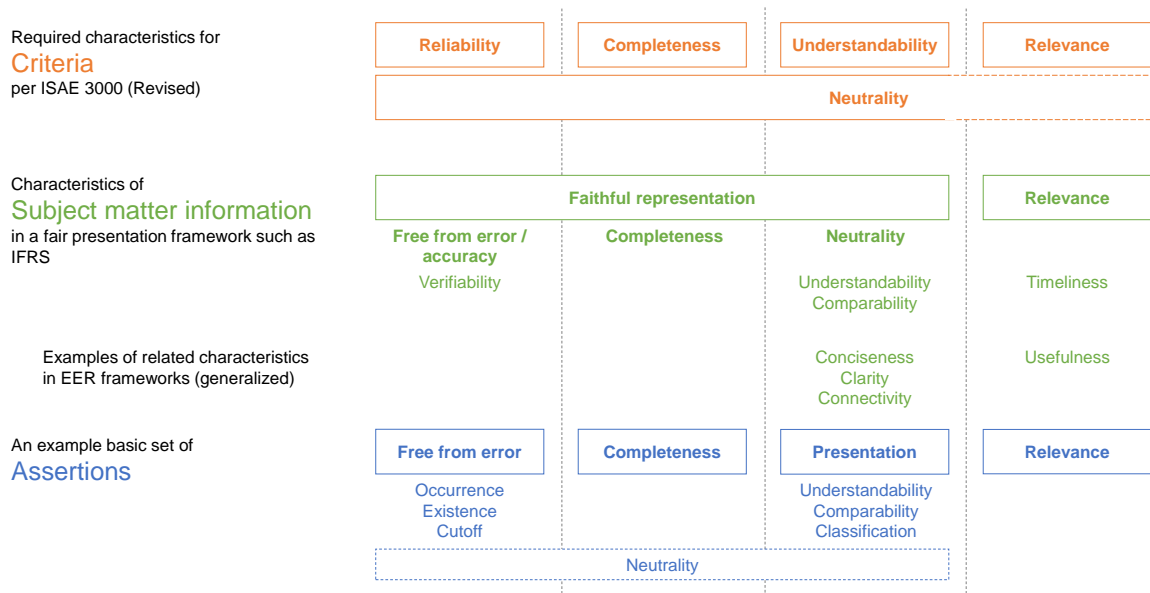 Required characteristics for
Criteria
per ISAE 3000 (Revised)
Reliability
Completeness
Understandability
Relevance
Neutrality
Characteristics of
Subject matter information
in a fair presentation framework such as
IFRS
Faithful representation
Relevance
Free from error /
accuracy
Completeness
Neutrality
Verifiability
Understandability
Comparability
Timeliness
Examples of related characteristics
in EER frameworks (generalized)
Conciseness
Clarity
Connectivity
Usefulness
An example basic set of
Assertions
Free from error
Completeness
Presentation
Relevance
Occurrence
Existence
Cutoff
Understandability
Comparability
Classification
Neutrality